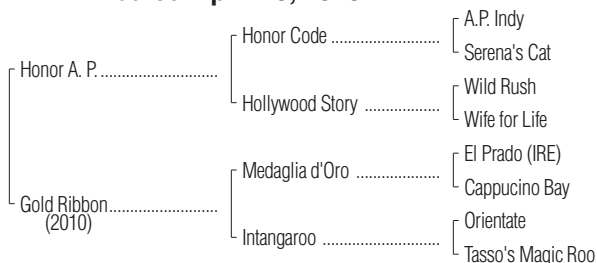 Honor Code
A.P. Indy
Serena's Cat
Honor A. P.
Hollywood Story
Wild Rush
Wife for Life
Medaglia d'Oro
El Prado (IRE)
Cappucino Bay
Gold Ribbon
(2010)
Intangaroo
Orientate
Tasso's Magic Roo